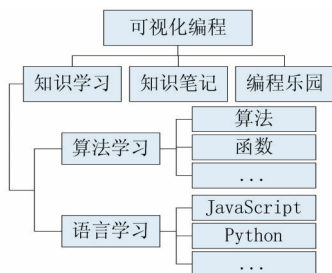 可视化编程
知识学习 知识笔记 编程乐园
算法学习
算法
函数
...
语言学习
JavaScript
Python
...